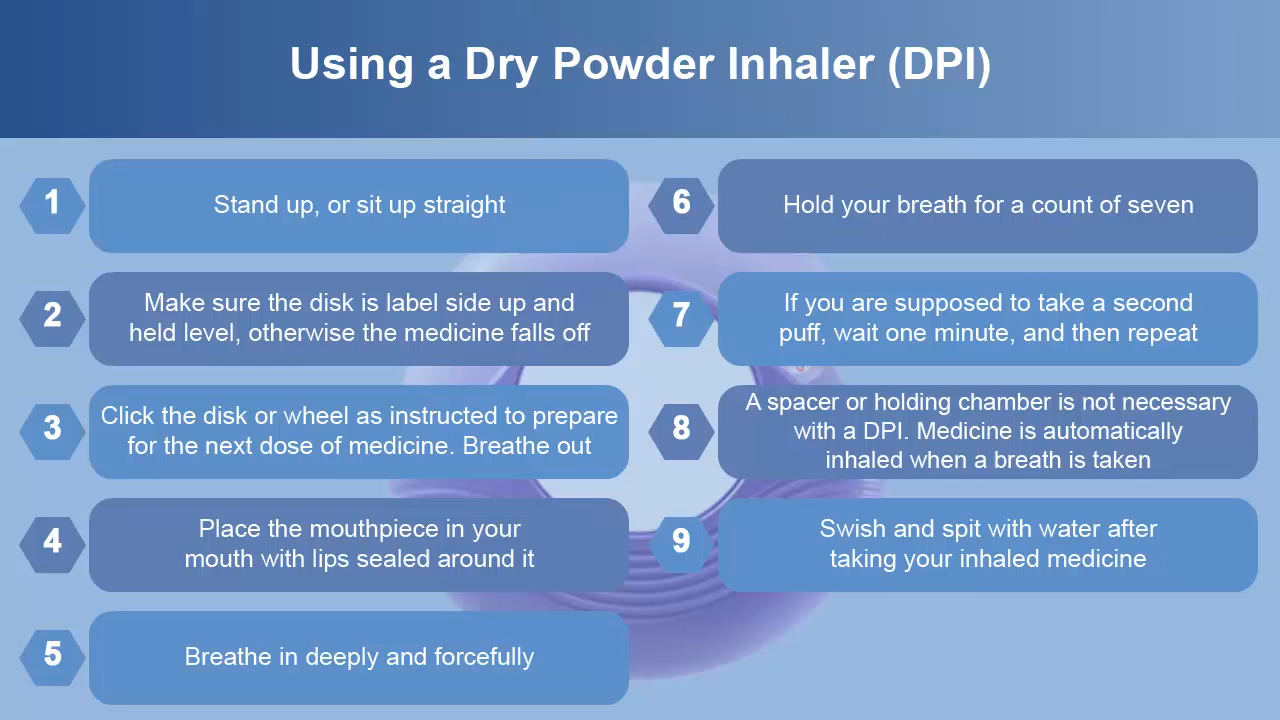 Using a Dry Powder Inhaler (DPI)
1
Stand up, or sit up straight
2
Make sure the disk is label side up and
held level, otherwise the medicine falls off
3
Click the disk or wheel as instructed to prepare
for the next dose of medicine. Breathe out
4
Place the mouthpiece in your
mouth with lips sealed around it
5
Breathe in deeply and forcefully
6
Hold your breath for a count of seven
7
If you are supposed to take a second
puff, wait one minute, and then repeat
8
A spacer or holding chamber is not necessary
with a DPI. Medicine is automatically
inhaled when a breath is taken
9
Swish and spit with water after
taking your inhaled medicine